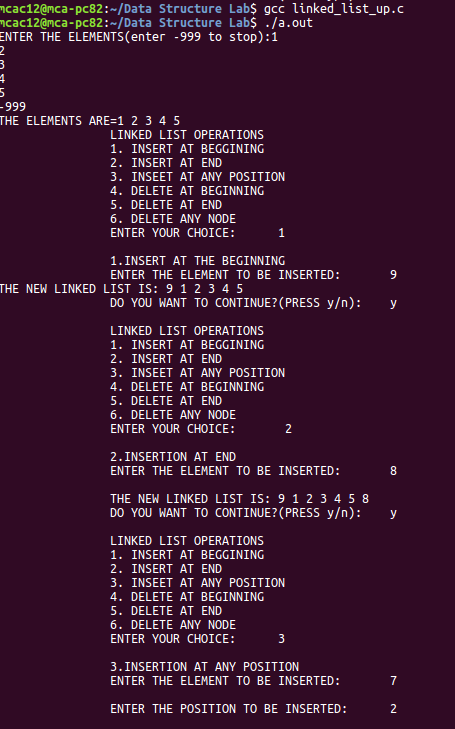 mcac12@mca-pc82:~/Data Structure Lab$ gcc linked_list_up.c
mcac12@mca-pc82:~/Data Structure Lab$ ./a.out
ENTER THE ELEMENTS(enter -999 to stop):1
2
3
4
5
-999
THE ELEMENTS ARE=1 2 3 4 5
LINKED LIST OPERATIONS
1. INSERT AT BEGGINING
2. INSERT AT END
3. INSEET AT ANY POSITION
4. DELETE AT BEGINNING
5. DELETE AT END
6. DELETE ANY NODE
ENTER YOUR CHOICE: 1
1.INSERT AT THE BEGINNING
ENTER THE ELEMENT TO BE INSERTED: 9
THE NEW LINKED LIST IS: 9 1 2 3 4 5
DO YOU WANT TO CONTINUE?(PRESS y/n): y
LINKED LIST OPERATIONS
1. INSERT AT BEGGINING
2. INSERT AT END
3. INSEET AT ANY POSITION
4. DELETE AT BEGINNING
5. DELETE AT END
6. DELETE ANY NODE
ENTER YOUR CHOICE: 2
2.INSERTION AT END
ENTER THE ELEMENT TO BE INSERTED: 8
THE NEW LINKED LIST IS: 9 1 2 3 4 5 8
DO YOU WANT TO CONTINUE?(PRESS y/n): y
LINKED LIST OPERATIONS
1. INSERT AT BEGGINING
2. INSERT AT END
3. INSEET AT ANY POSITION
4. DELETE AT BEGINNING
5. DELETE AT END
6. DELETE ANY NODE
ENTER YOUR CHOICE: 3
3.INSERTION AT ANY POSITION
ENTER THE ELEMENT TO BE INSERTED: 7
ENTER THE POSITION TO BE INSERTED: 2